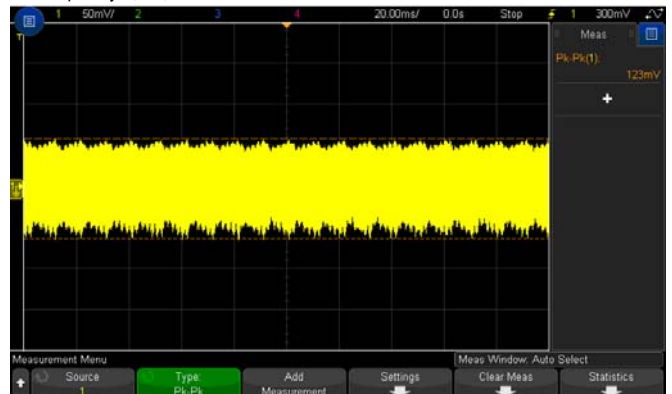 1 50mV/ 2 3 4 20.00ms/ 0.0s Stop 1 300mV
Meas
T
Pk-Pk(1):
123mV
+
Measurement Menu
Meas Window: Auto Select
Source Type: Add Settings Clear Meas Statistics
1 Pk-Pk Measurement